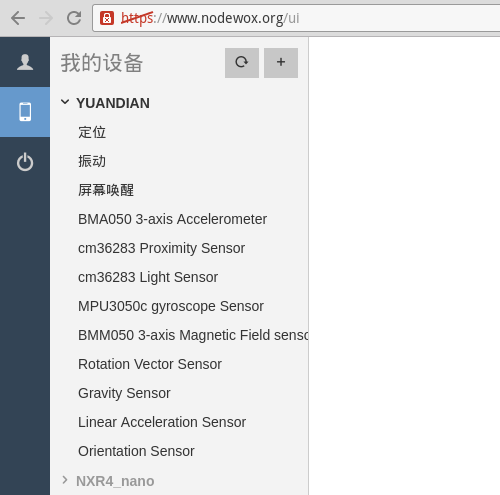 https://www.nodewox.org/ui
我的设备
+
YUANDIAN
定位
振动
屏幕唤醒
BMA050 3-axis Accelerometer
cm36283 Proximity Sensor
cm36283 Light Sensor
MPU3050c gyroscope Sensor
BMM050 3-axis Magnetic Field senso
Rotation Vector Sensor
Gravity Sensor
Linear Acceleration Sensor
Orientation Sensor
NXR4_nano